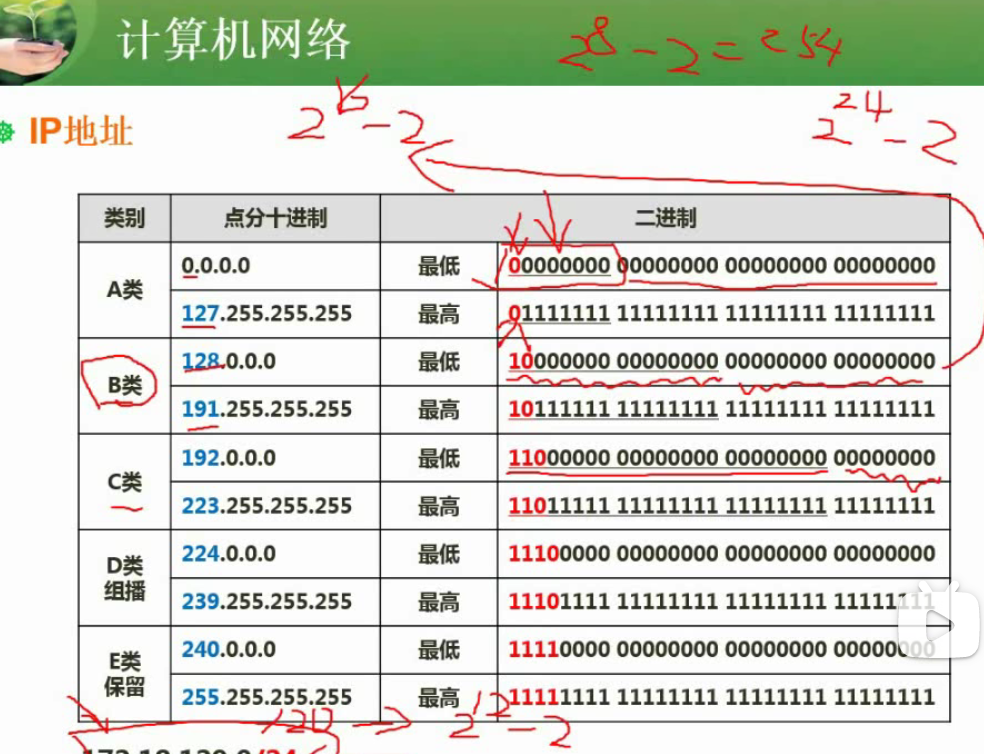 计算机网络
2^8-2=254
2^16-2
2^24-2
IP地址
类别 点分十进制 二进制
A类 0.0.0.0 最低 00000000 00000000 00000000 00000000
127.255.255.255 最高 01111111 11111111 11111111 11111111
B类 128.0.0.0 最低 10000000 00000000 00000000 00000000
191.255.255.255 最高 10111111 11111111 11111111 11111111
C类 192.0.0.0 最低 11000000 00000000 00000000 00000000
223.255.255.255 最高 11011111 11111111 11111111 11111111
D类 组播 224.0.0.0 最低 11100000 00000000 00000000 00000000
239.255.255.255 最高 11101111 11111111 11111111 11111111
E类 保留 240.0.0.0 最低 11110000 00000000 00000000 00000000
255.255.255.255 最高 11111111 11111111 11111111 11111111
/20 → 2^12-2